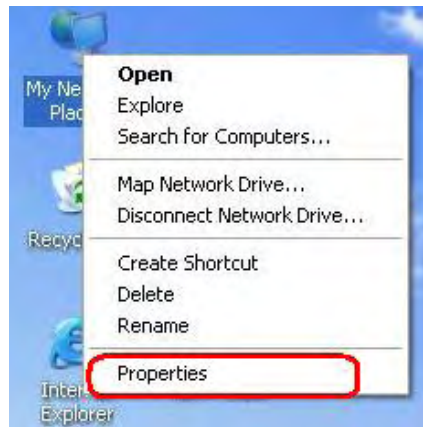 Open
My Ne
Explore
Plac
Search for Computers...
Map Network Drive...
Disconnect Network Drive...
Recyc
Create Shortcut
Delete
Rename
Properties
Inter
Explorer